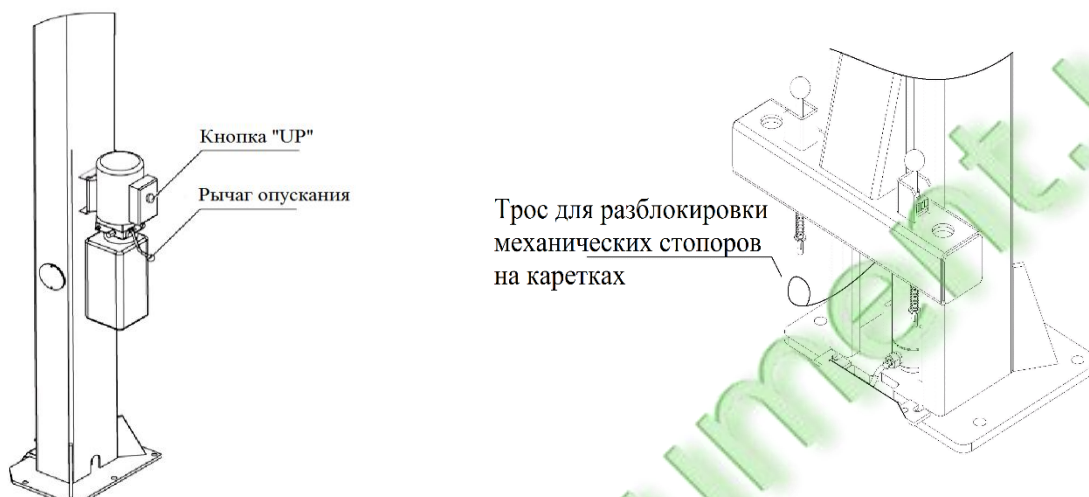 Кнопка "UP"
Рычаг опускания
Трос для разблокировки
механических стопоров
на каретках